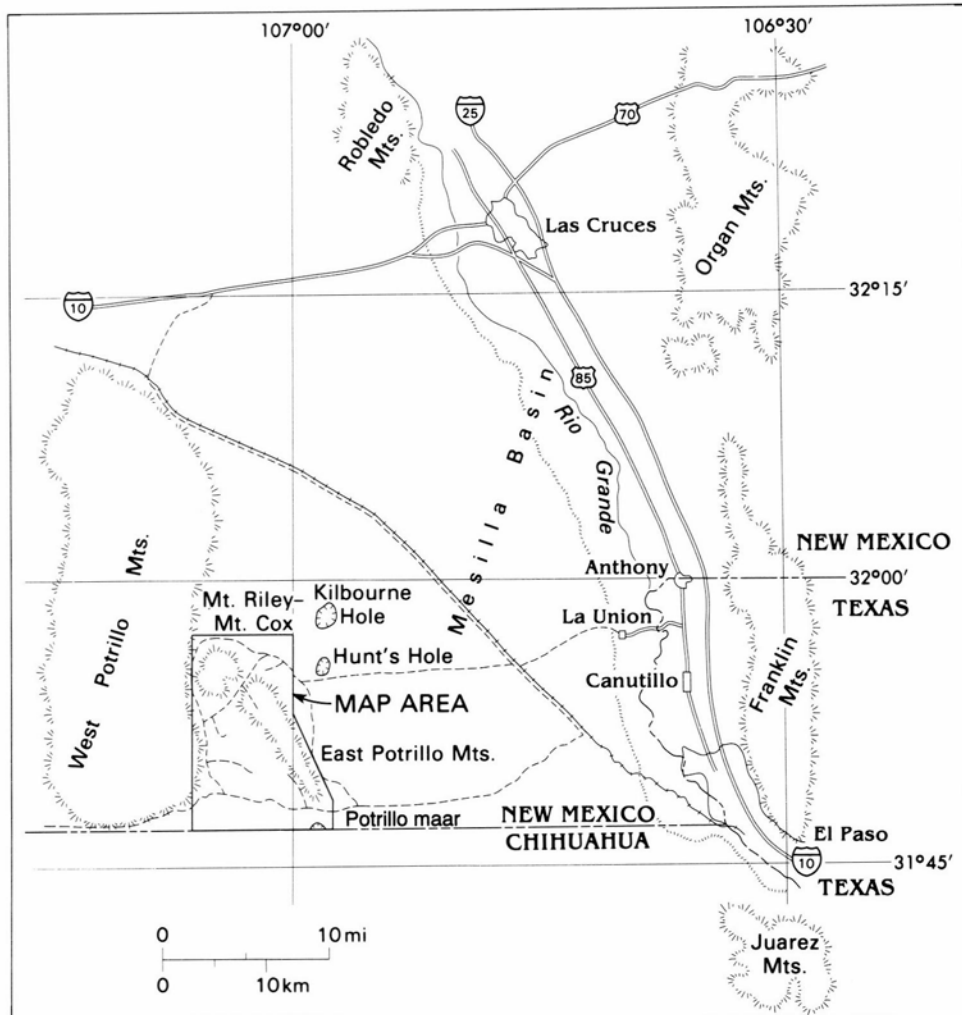 107°00'
106°30'
Robledo
Mts.
25
70
Organ Mts.
Las Cruces
10
32°15'
85
Mesilla Basin
Rio
Grande
West Potrillo Mts.
NEW MEXICO
Anthony
32°00'
TEXAS
Mt. Riley–
Mt. Cox
Kilbourne
Hole
La Union
Hunt's Hole
Canutillo
Franklin
Mts.
MAP AREA
East Potrillo Mts.
Potrillo maar
NEW MEXICO
CHIHUAHUA
El Paso
10
31°45'
TEXAS
0 10 mi
0 10 km
Juarez
Mts.